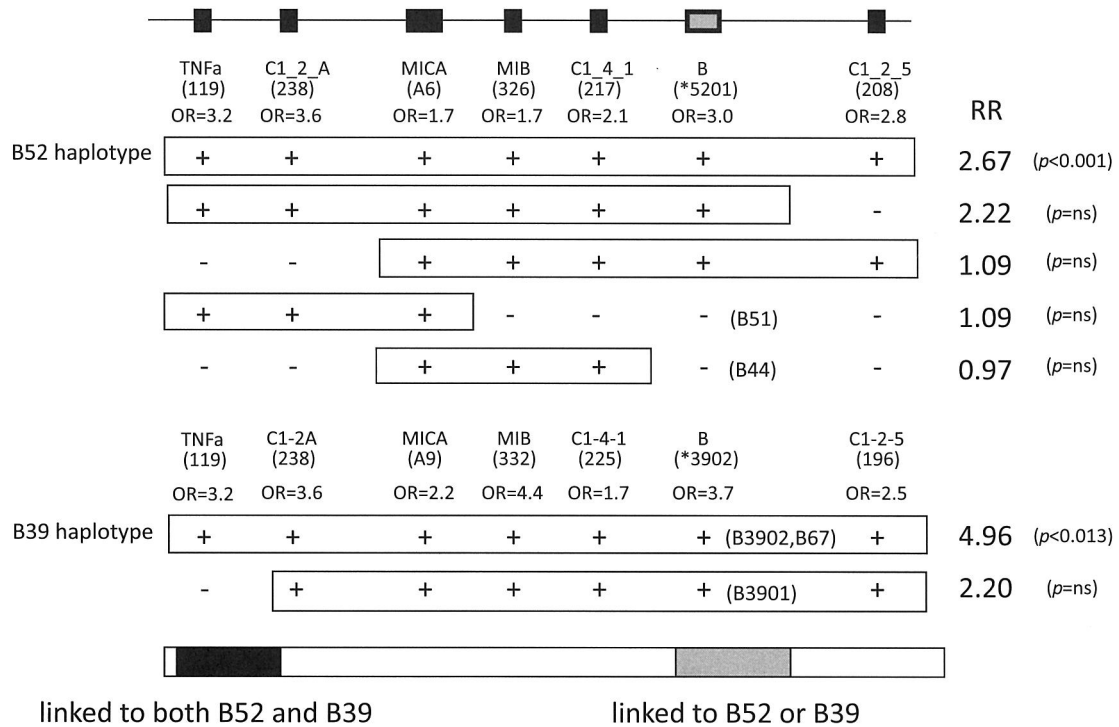 TNFa C1_2_A MICA MIB C1_4_1 B C1_2_5
(119) (238) (A6) (326) (217) (*5201) (208)
OR=3.2 OR=3.6 OR=1.7 OR=1.7 OR=2.1 OR=3.0 OR=2.8 RR
B52 haplotype + + + + + + + 2.67 (p<0.001)
+ + + + + + - 2.22 (p=ns)
- - + + + + + 1.09 (p=ns)
+ + + - - - (B51) - 1.09 (p=ns)
- - + + + - (B44) - 0.97 (p=ns)
TNFa C1-2A MICA MIB C1-4-1 B C1-2-5
(119) (238) (A9) (332) (225) (*3902) (196)
OR=3.2 OR=3.6 OR=2.2 OR=4.4 OR=1.7 OR=3.7 OR=2.5
B39 haplotype + + + + + + (B3902,B67) + 4.96 (p<0.013)
- + + + + + (B3901) + 2.20 (p=ns)
linked to both B52 and B39 linked to B52 or B39